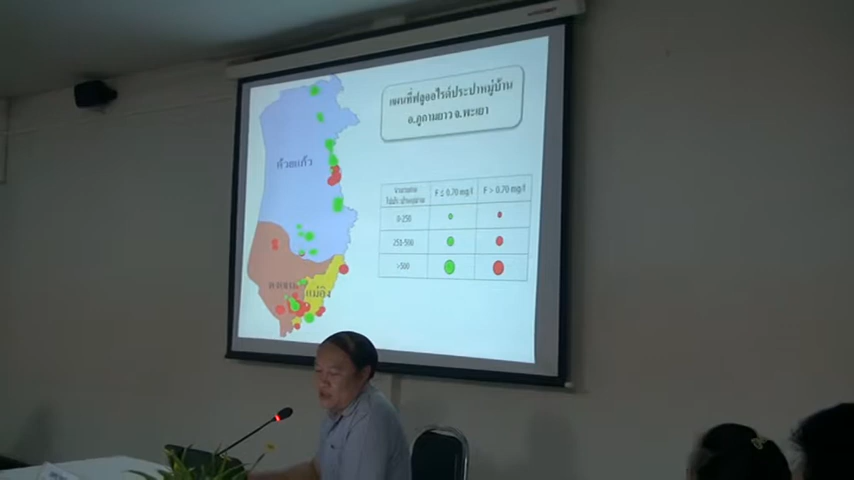 แผนที่ฟลูออไรด์ประปาหมู่บ้าน
อ.ภูกามยาว จ.พะเยา
ห้วยแก้ว
แม่อิง
F ≤ 0.70 mg/l
F > 0.70 mg/l
0-250
251-500
>500